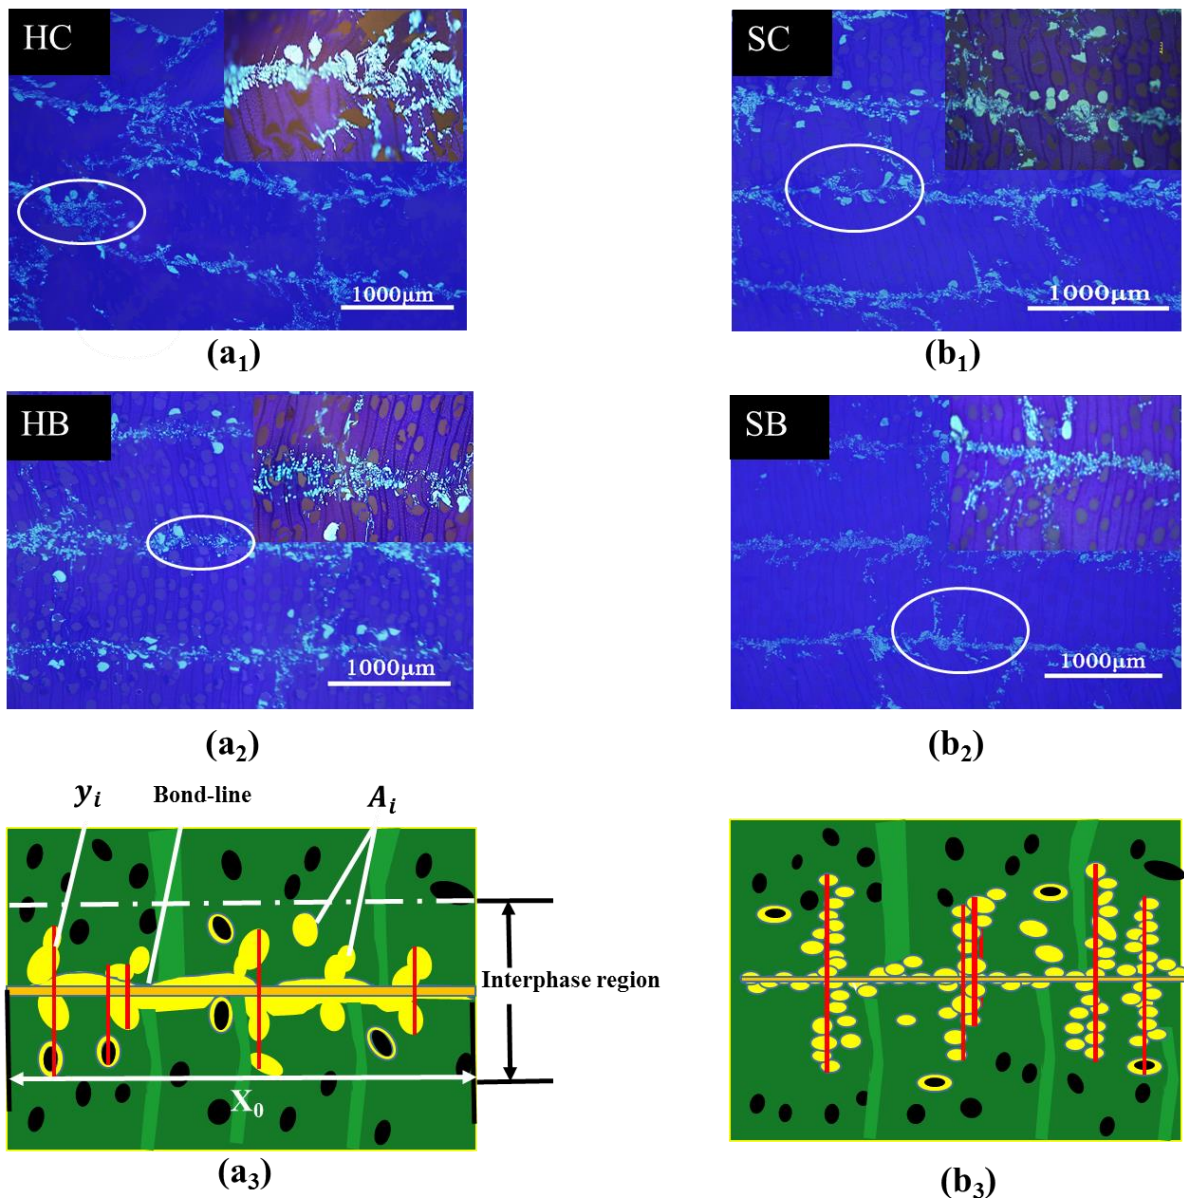 HC
SC
1000µm
1000µm
(a₁)
(b₁)
HB
SB
1000µm
1000µm
(a₂)
(b₂)
yᵢ
Bond-line
Aᵢ
Interphase region
X₀
(a₃)
(b₃)